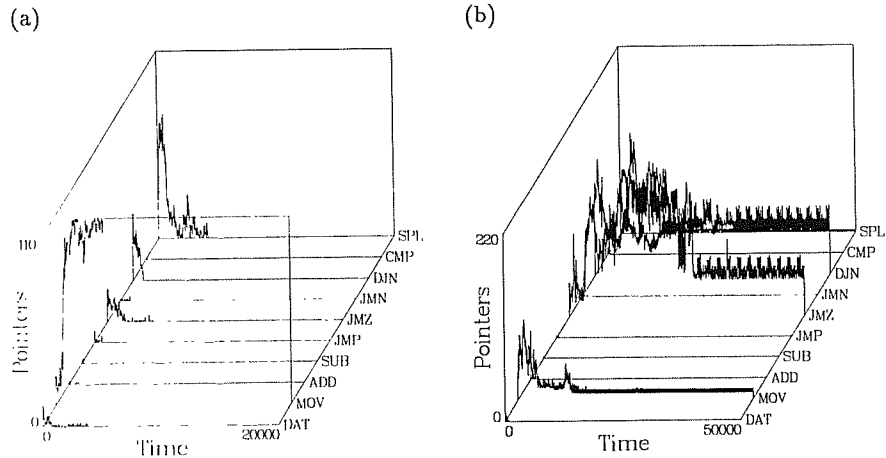 (a)
110
Pointers
0
0
Time
20000
SPL
CMP
DJN
JMN
JMZ
JMP
SUB
ADD
MOV
DAT
(b)
220
Pointers
0
0
Time
50000
SPL
CMP
DJN
JMN
JMZ
JMP
SUB
ADD
MOV
DAT